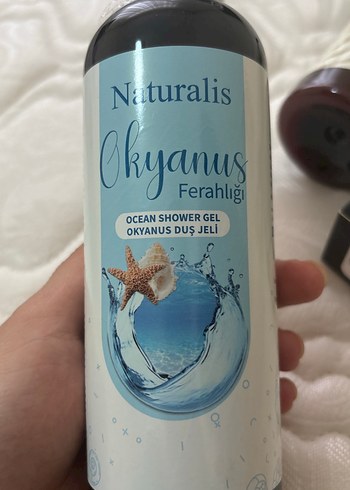 Naturalis
Okyanus
Ferahlığı
OCEAN SHOWER GEL
OKYANUS DUŞ JELİ